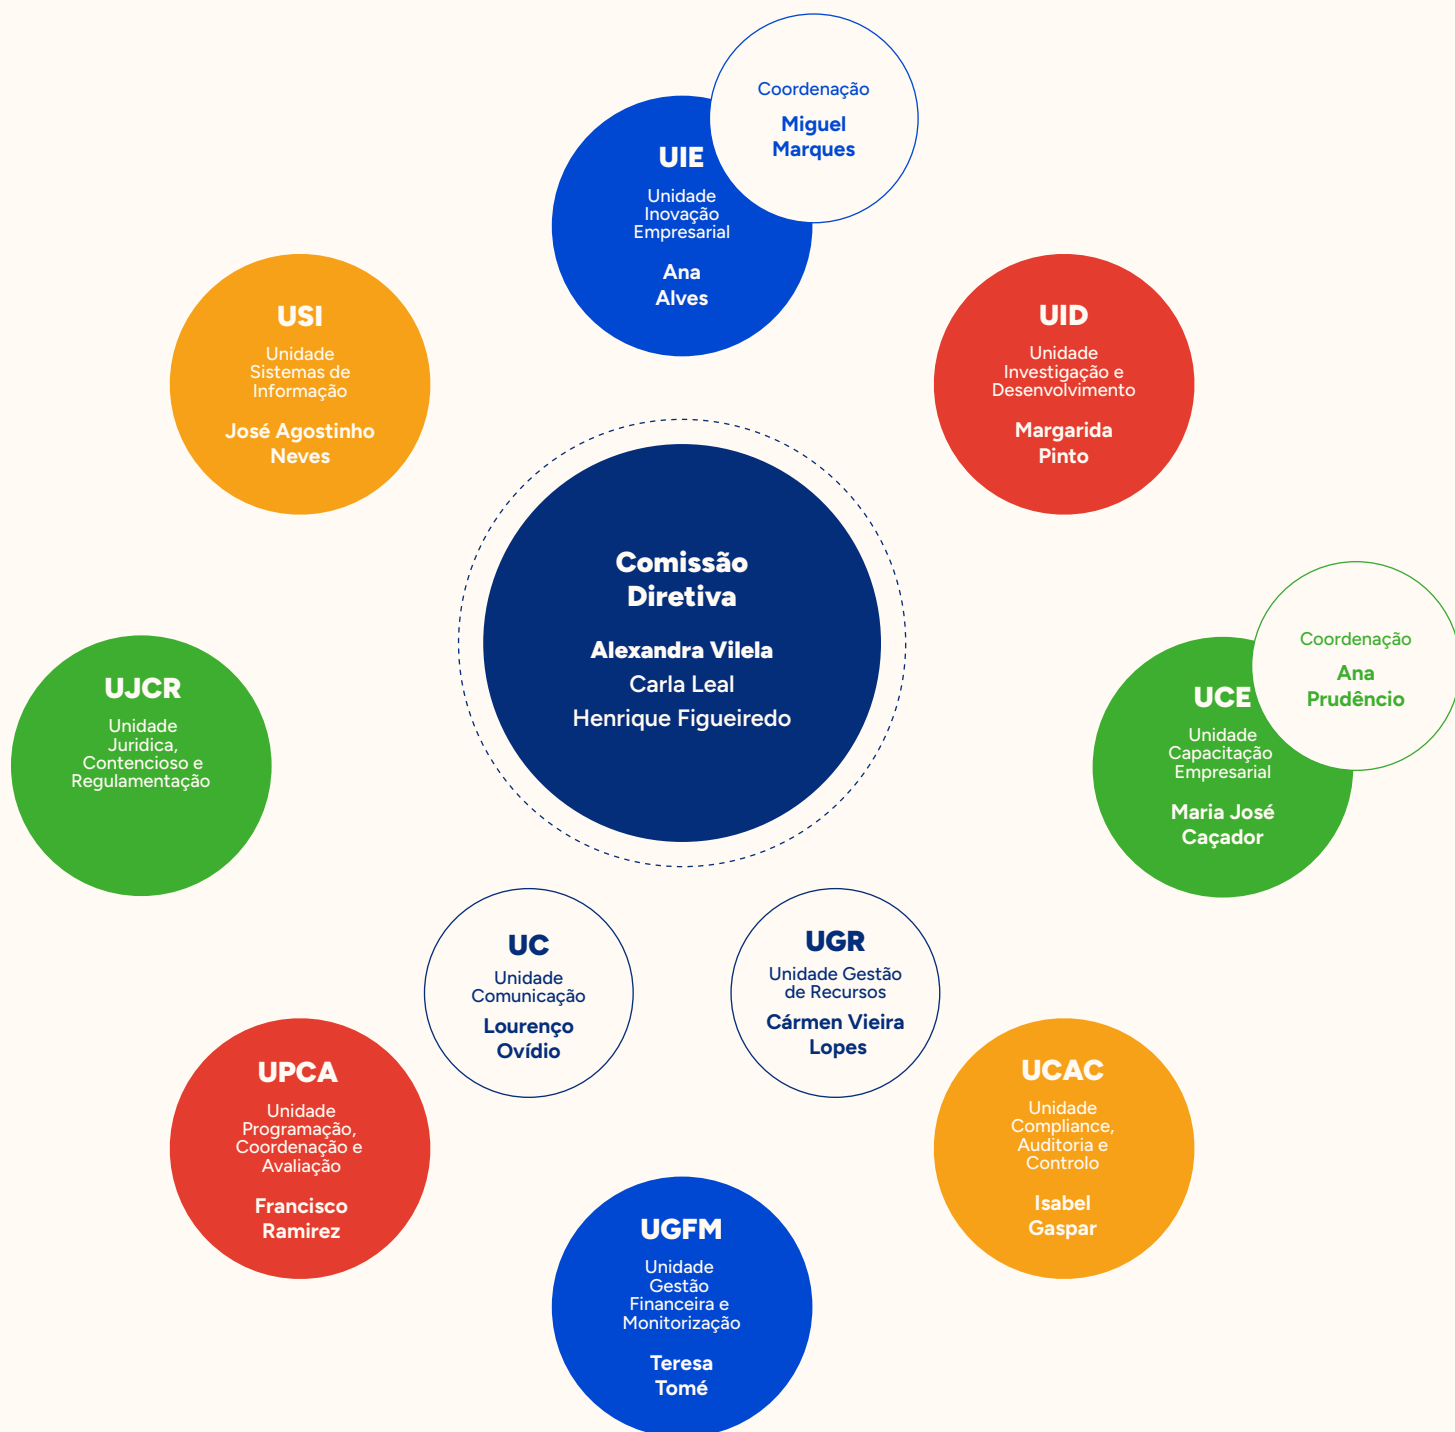 Coordenação
Miguel
Marques
UIE
Unidade
Inovação
Empresarial
Ana
Alves
USI
Unidade
Sistemas de
Informação
José Agostinho
Neves
UID
Unidade
Investigação e
Desenvolvimento
Margarida
Pinto
Comissão
Diretiva
Alexandra Vilela
Carla Leal
Henrique Figueiredo
UJCR
Unidade
Juridica,
Contencioso e
Regulamentação
Coordenação
Ana
Prudêncio
UCE
Unidade
Capacitação
Empresarial
Maria José
Caçador
UC
Unidade
Comunicação
Lourenço
Ovídio
UGR
Unidade Gestão
de Recursos
Cármen Vieira
Lopes
UPCA
Unidade
Programação,
Coordenação e
Avaliação
Francisco
Ramirez
UCAC
Unidade
Compliance,
Auditoria e
Controlo
Isabel
Gaspar
UGFM
Unidade
Gestão
Financeira e
Monitorização
Teresa
Tomé